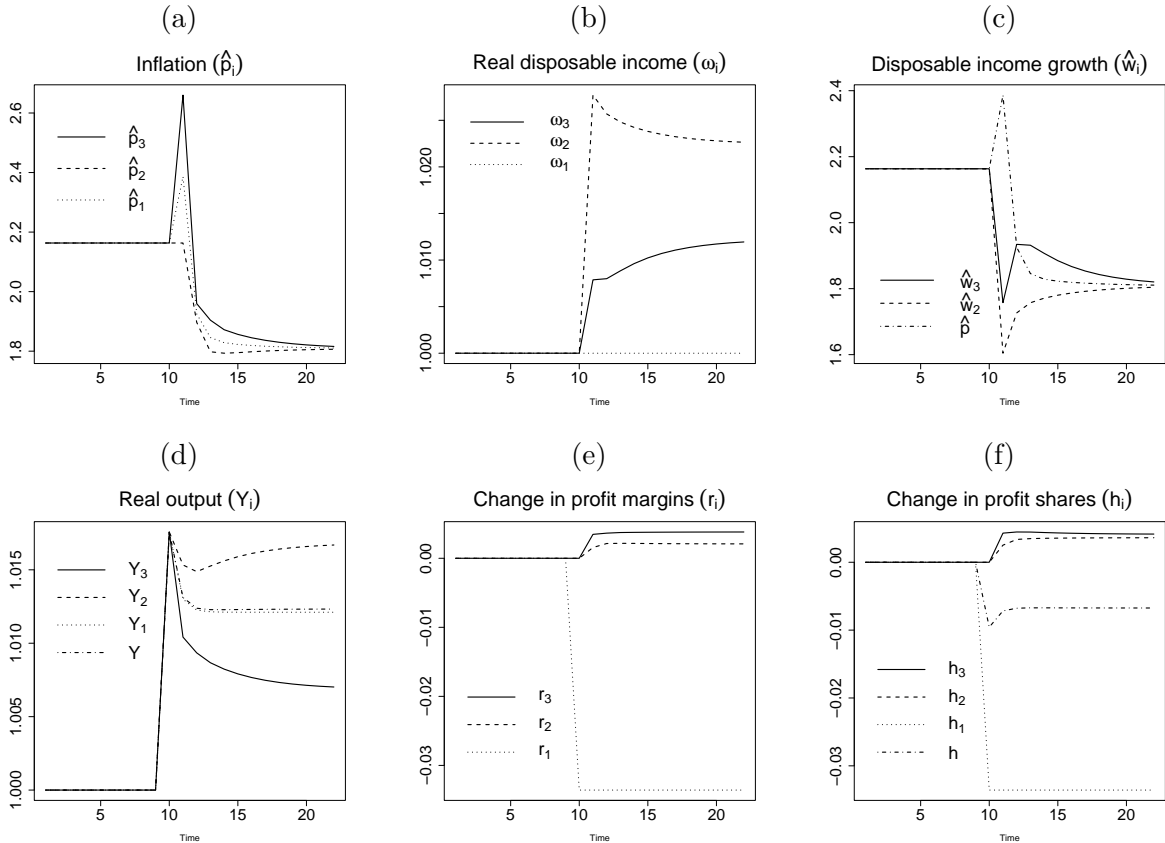 (a)
Inflation (p̂ᵢ)
2.6
2.4
2.2
2.0
1.8
p̂₃
p̂₂
p̂₁
5 10 15 20
Time
(b)
Real disposable income (ωᵢ)
1.020
1.010
1.000
ω₃
ω₂
ω₁
5 10 15 20
Time
(c)
Disposable income growth (ŵᵢ)
2.4
2.2
2.0
1.8
1.6
ŵ₃
ŵ₂
p̂
5 10 15 20
Time
(d)
Real output (Yᵢ)
1.015
1.010
1.005
1.000
Y₃
Y₂
Y₁
Y
5 10 15 20
Time
(e)
Change in profit margins (rᵢ)
0.00
−0.01
−0.02
−0.03
r₃
r₂
r₁
5 10 15 20
Time
(f)
Change in profit shares (hᵢ)
0.00
−0.01
−0.02
−0.03
h₃
h₂
h₁
h
5 10 15 20
Time